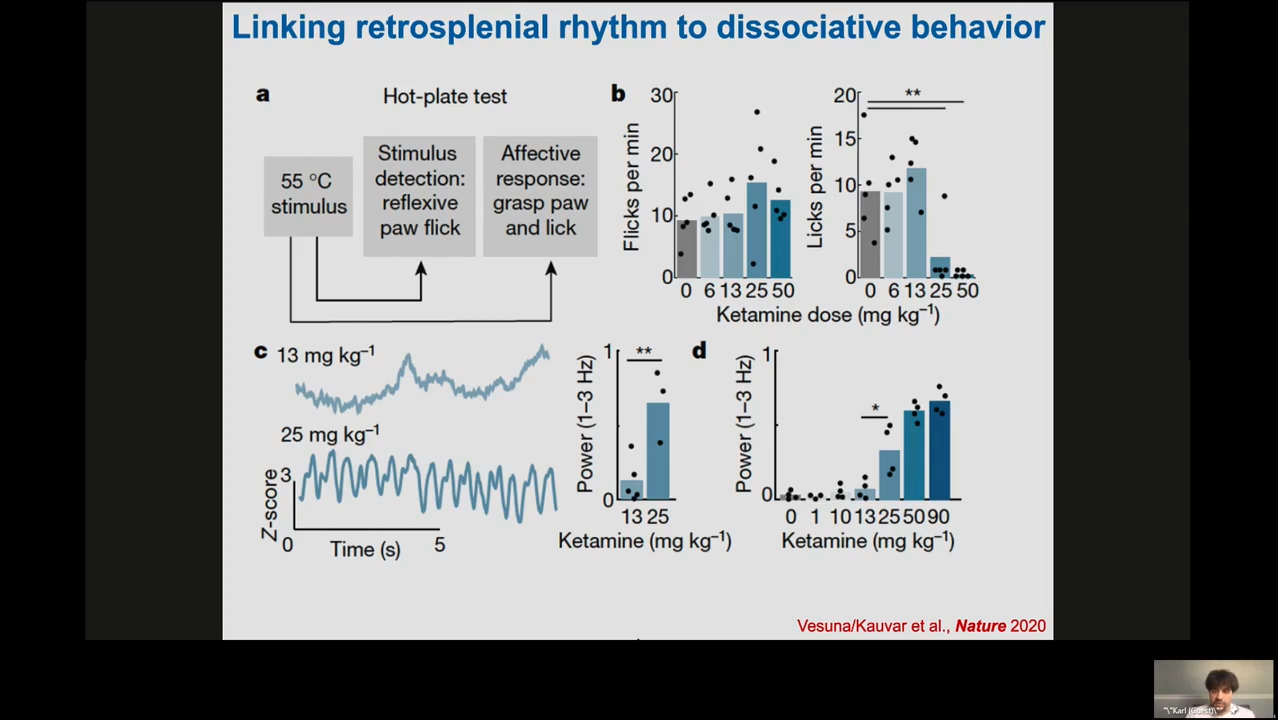 Linking retrosplenial rhythm to dissociative behavior
a
Hot-plate test
55 °C
stimulus
Stimulus
detection:
reflexive
paw flick
Affective
response:
grasp paw
and lick
b
Flicks per min
30
20
10
0
0 6 13 25 50
Licks per min
20
15
10
5
0
**
0 6 13 25 50
Ketamine dose (mg kg⁻¹)
c
13 mg kg⁻¹
25 mg kg⁻¹
Z-score
3
0
5
Time (s)
Power (1–3 Hz)
1
0
**
13 25
Ketamine (mg kg⁻¹)
d
Power (1–3 Hz)
1
0
*
0 1 10 13 25 50 90
Ketamine (mg kg⁻¹)
Vesuna/Kauvar et al., Nature 2020
"\"Karl (Guest)\"